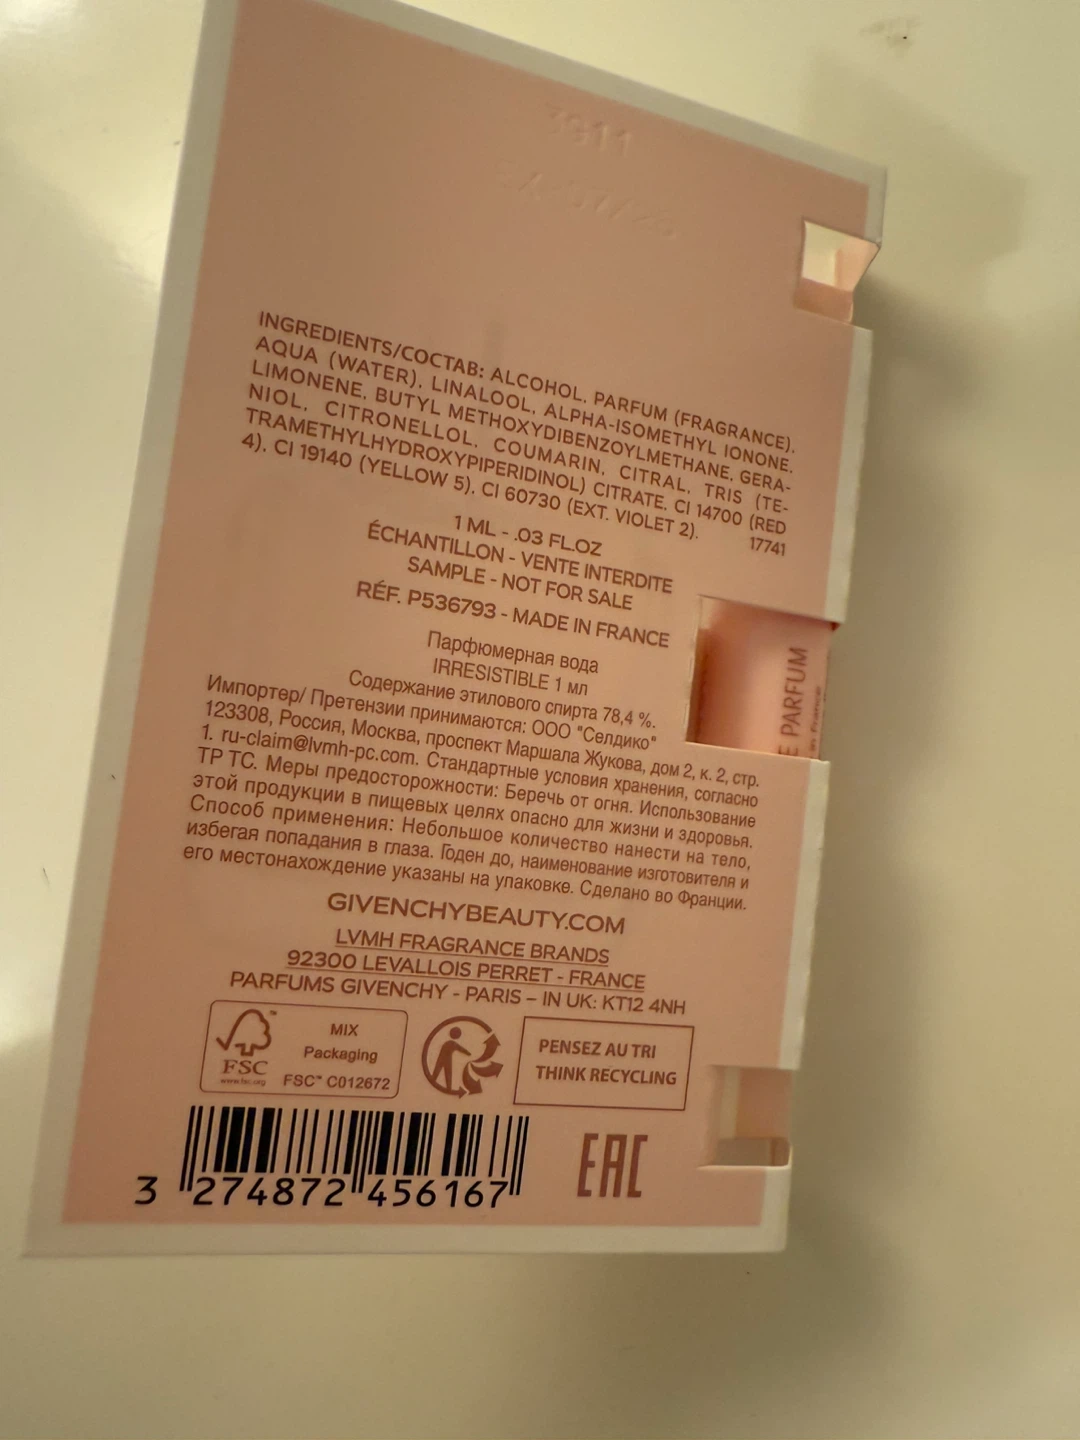 3911
INGREDIENTS/СОСТАВ: ALCOHOL, PARFUM (FRAGRANCE),
AQUA (WATER), LINALOOL, ALPHA-ISOMETHYL IONONE,
LIMONENE, BUTYL METHOXYDIBENZOYLMETHANE, GERA-
NIOL, CITRONELLOL, COUMARIN, CITRAL, TRIS (TE-
TRAMETHYLHYDROXYPIPERIDINOL) CITRATE, CI 14700 (RED
4), CI 19140 (YELLOW 5), CI 60730 (EXT. VIOLET 2). 17741
1 ML - .03 FL.OZ
ÉCHANTILLON - VENTE INTERDITE
SAMPLE - NOT FOR SALE
RÉF. P536793 - MADE IN FRANCE
Парфюмерная вода
IRRESISTIBLE 1 мл
Содержание этилового спирта 78,4 %.
Импортер/ Претензии принимаются: ООО "Селдико"
123308, Россия, Москва, проспект Маршала Жукова, дом 2, к. 2, стр.
1. ru-claim@lvmh-pc.com. Стандартные условия хранения, согласно
ТР ТС. Меры предосторожности: Беречь от огня. Использование
этой продукции в пищевых целях опасно для жизни и здоровья.
Способ применения: Небольшое количество нанести на тело,
избегая попадания в глаза. Годен до, наименование изготовителя и
его местонахождение указаны на упаковке. Сделано во Франции.
GIVENCHYBEAUTY.COM
LVMH FRAGRANCE BRANDS
92300 LEVALLOIS PERRET - FRANCE
PARFUMS GIVENCHY - PARIS – IN UK: KT12 4NH
FSC
www.fsc.org
MIX
Packaging
FSC™ C012672
PENSEZ AU TRI
THINK RECYCLING
3 274872 456167
EAC
E PARFUM
in France